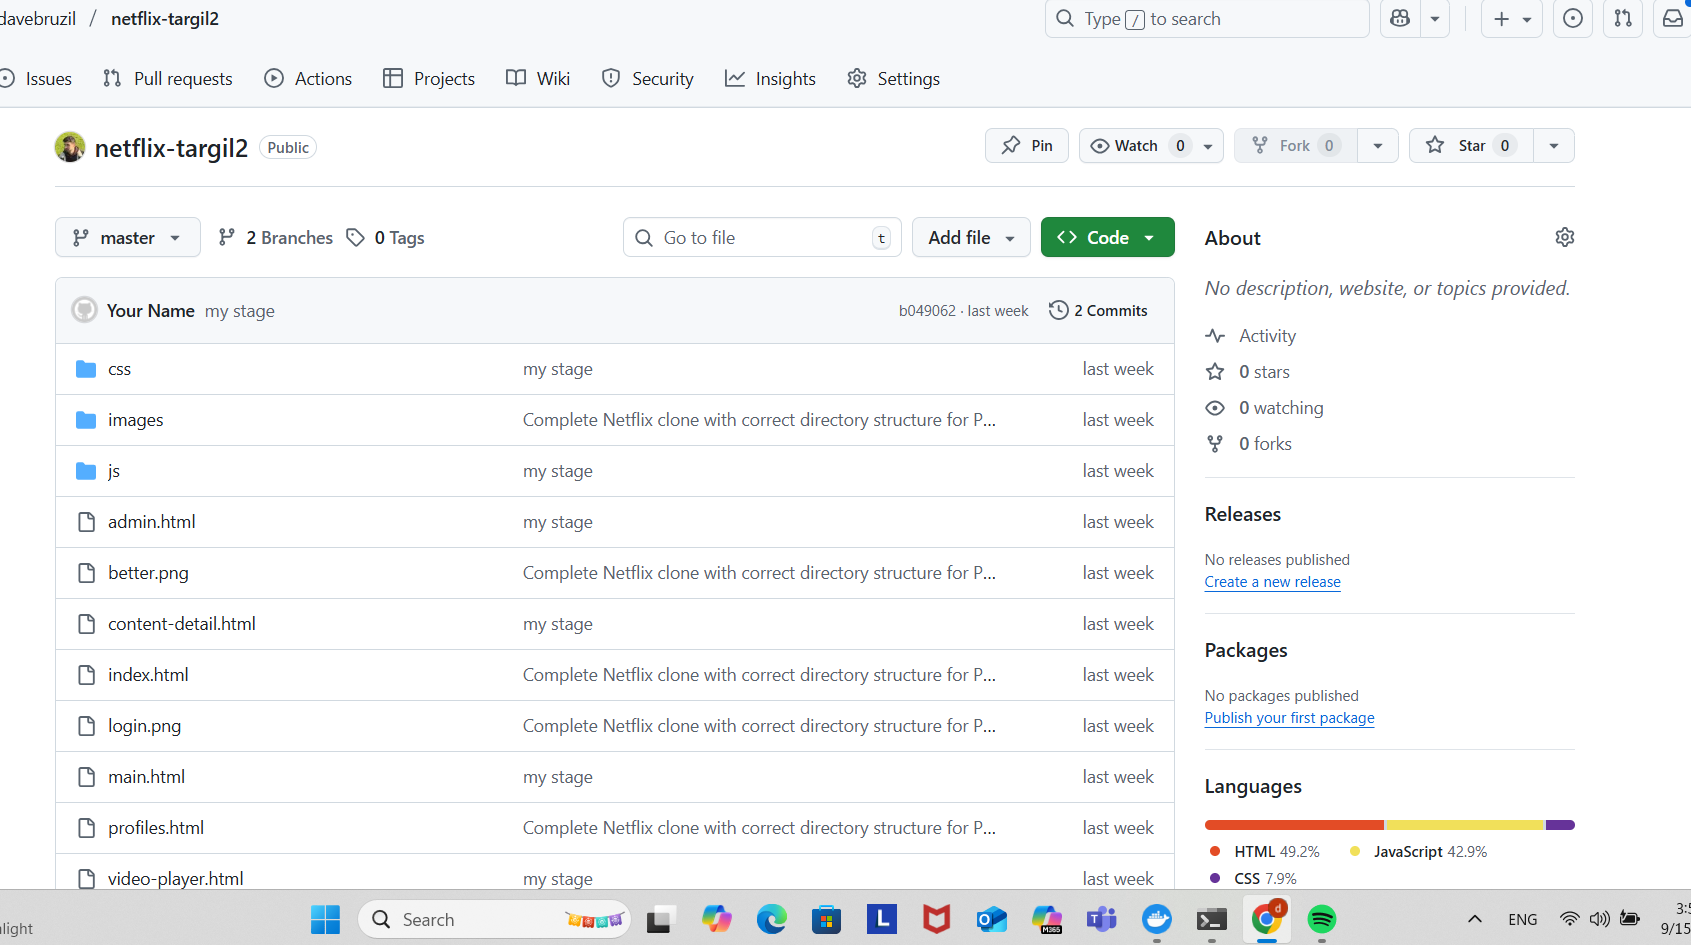 davebruzil / netflix-targil2
Type / to search
Issues
Pull requests
Actions
Projects
Wiki
Security
Insights
Settings
netflix-targil2
Public
Pin
Watch 0
Fork 0
Star 0
master
2 Branches
0 Tags
Go to file
t
Add file
Code
Your Name my stage
b049062 · last week
2 Commits
css my stage last week
images Complete Netflix clone with correct directory structure for P... last week
js my stage last week
admin.html my stage last week
better.png Complete Netflix clone with correct directory structure for P... last week
content-detail.html my stage last week
index.html Complete Netflix clone with correct directory structure for P... last week
login.png Complete Netflix clone with correct directory structure for P... last week
main.html my stage last week
profiles.html Complete Netflix clone with correct directory structure for P... last week
video-player.html my stage last week
About
No description, website, or topics provided.
Activity
0 stars
0 watching
0 forks
Releases
No releases published
Create a new release
Packages
No packages published
Publish your first package
Languages
HTML 49.2%
JavaScript 42.9%
CSS 7.9%
Search
L
M365
d
ENG